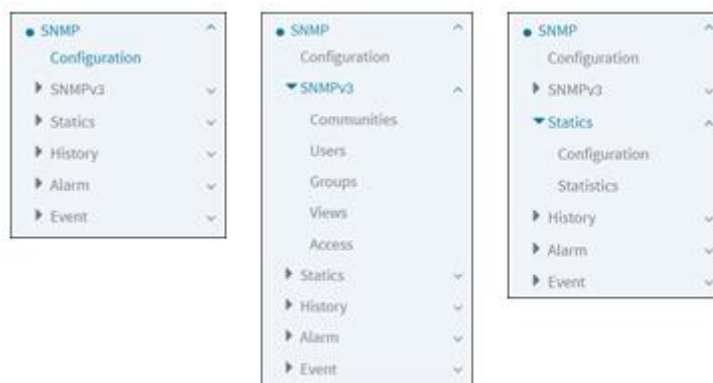 SNMP
Configuration
SNMPv3
Statics
History
Alarm
Event
SNMP
Configuration
SNMPv3
Communities
Users
Groups
Views
Access
Statics
History
Alarm
Event
SNMP
Configuration
SNMPv3
Statics
Configuration
Statistics
History
Alarm
Event